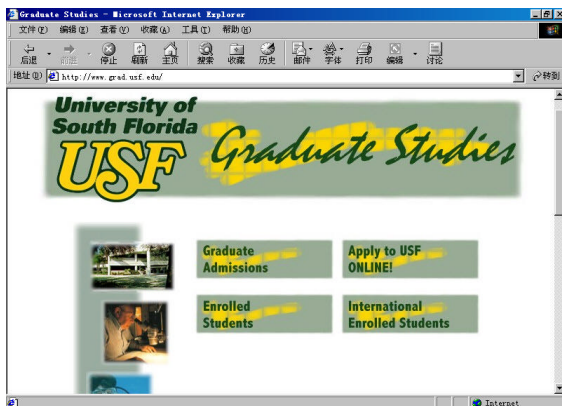 Graduate Studies - Microsoft Internet Explorer
文件(F) 编辑(E) 查看(V) 收藏(A) 工具(T) 帮助(H)
后退 前进 停止 刷新 主页 搜索 收藏 历史 邮件 字体 打印 编辑 讨论
地址(D) http://www.grad.usf.edu/ 转到
University of
South Florida
USF
Graduate Studies
Graduate
Admissions
Apply to USF
ONLINE!
Enrolled
Students
International
Enrolled Students
Internet